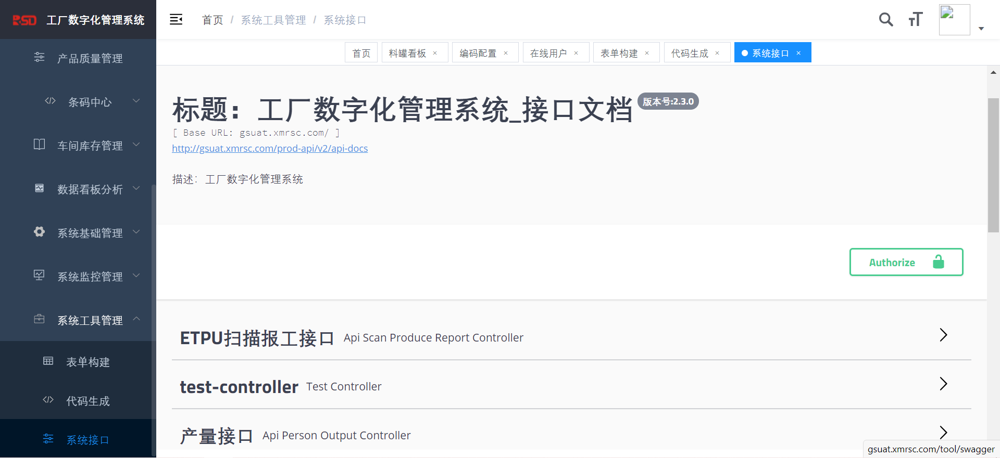 RSD 工厂数字化管理系统
首页 / 系统工具管理 / 系统接口
产品质量管理
条码中心
车间库存管理
数据看板分析
系统基础管理
系统监控管理
系统工具管理
表单构建
代码生成
系统接口
首页 料罐看板 × 编码配置 × 在线用户 × 表单构建 × 代码生成 × 系统接口 ×
标题：工厂数字化管理系统_接口文档 版本号:2.3.0
[ Base URL: gsuat.xmrsc.com/ ]
http://gsuat.xmrsc.com/prod-api/v2/api-docs
描述：工厂数字化管理系统
Authorize
ETPU扫描报工接口 Api Scan Produce Report Controller
test-controller Test Controller
产量接口 Api Person Output Controller
gsuat.xmrsc.com/tool/swagger